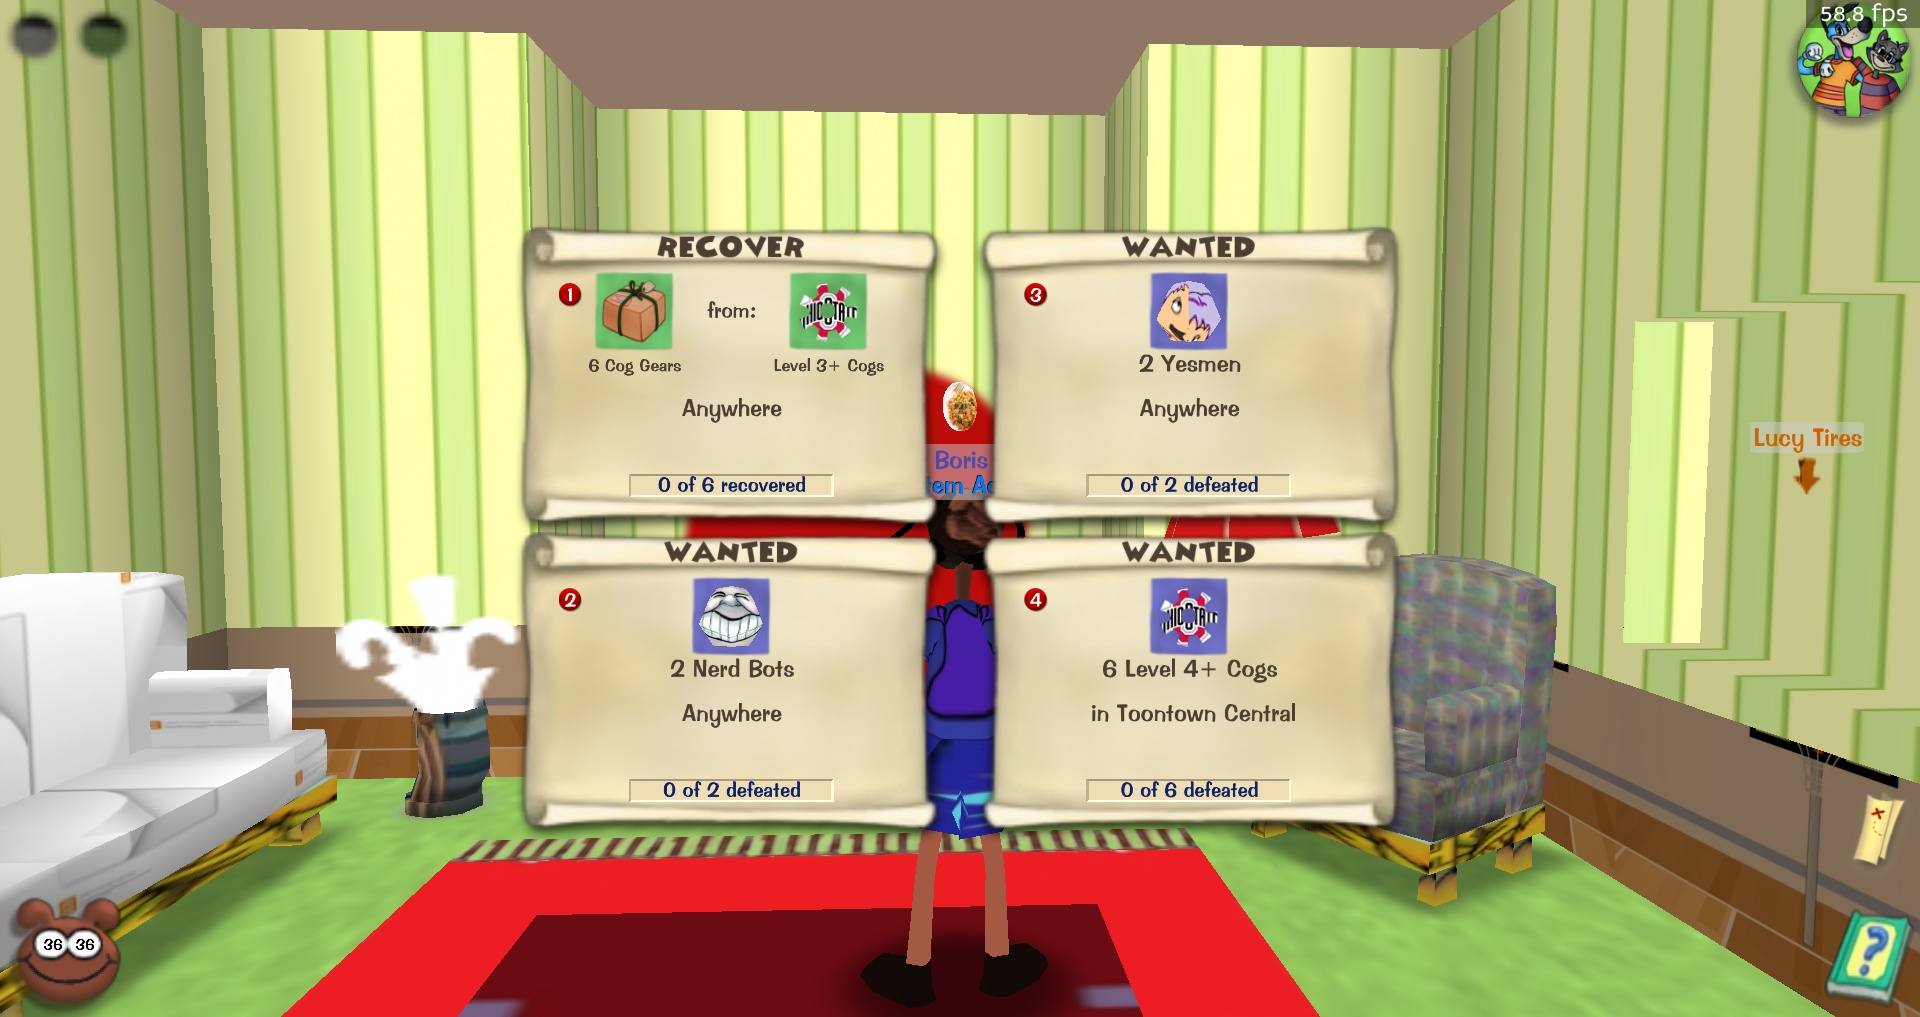 58.8 fps
RECOVER
1
from:
6 Cog Gears
Level 3+ Cogs
Anywhere
0 of 6 recovered
WANTED
3
2 Yesmen
Anywhere
0 of 2 defeated
Boris
Lucy Tires
WANTED
2
2 Nerd Bots
Anywhere
0 of 2 defeated
WANTED
4
6 Level 4+ Cogs
in Toontown Central
0 of 6 defeated
36 36
?